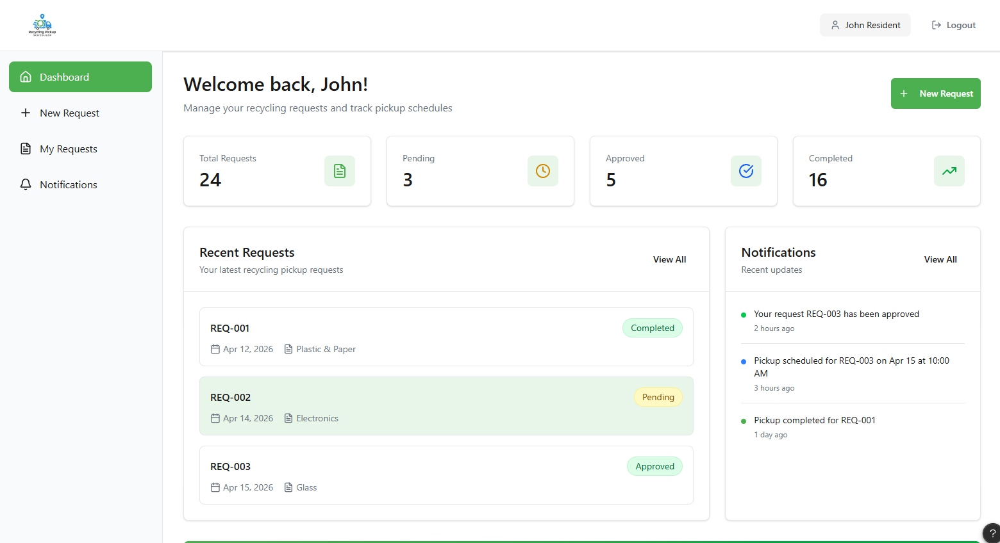 Recycling Pickup
SCHEDULER
John Resident
Logout
Dashboard
New Request
My Requests
Notifications
Welcome back, John!
Manage your recycling requests and track pickup schedules
New Request
Total Requests
24
Pending
3
Approved
5
Completed
16
Recent Requests
Your latest recycling pickup requests
View All
REQ-001
Completed
Apr 12, 2026 Plastic & Paper
REQ-002
Pending
Apr 14, 2026 Electronics
REQ-003
Approved
Apr 15, 2026 Glass
Notifications
Recent updates
View All
Your request REQ-003 has been approved
2 hours ago
Pickup scheduled for REQ-003 on Apr 15 at 10:00
AM
3 hours ago
Pickup completed for REQ-001
1 day ago
?